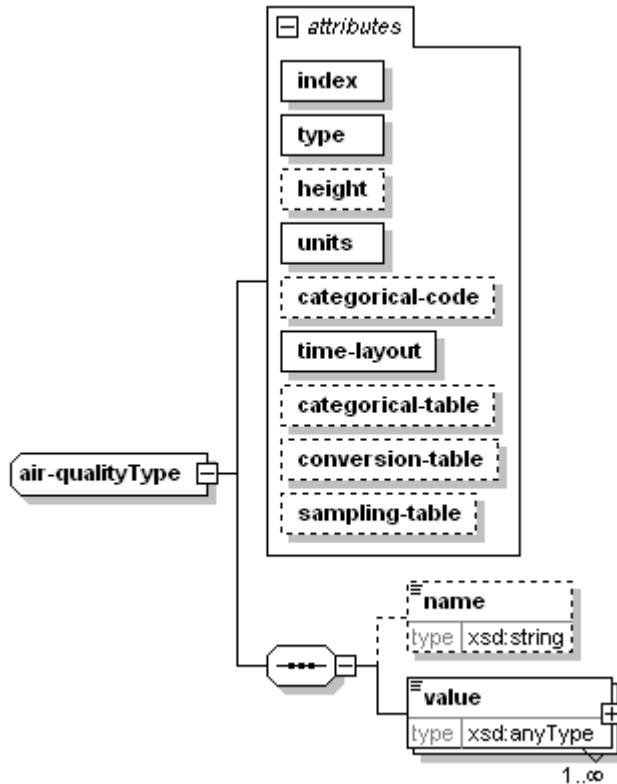 attributes
index
type
height
units
categorical-code
time-layout
categorical-table
conversion-table
sampling-table
air-qualityType
name
type xsd:string
value
type xsd:anyType
1..∞